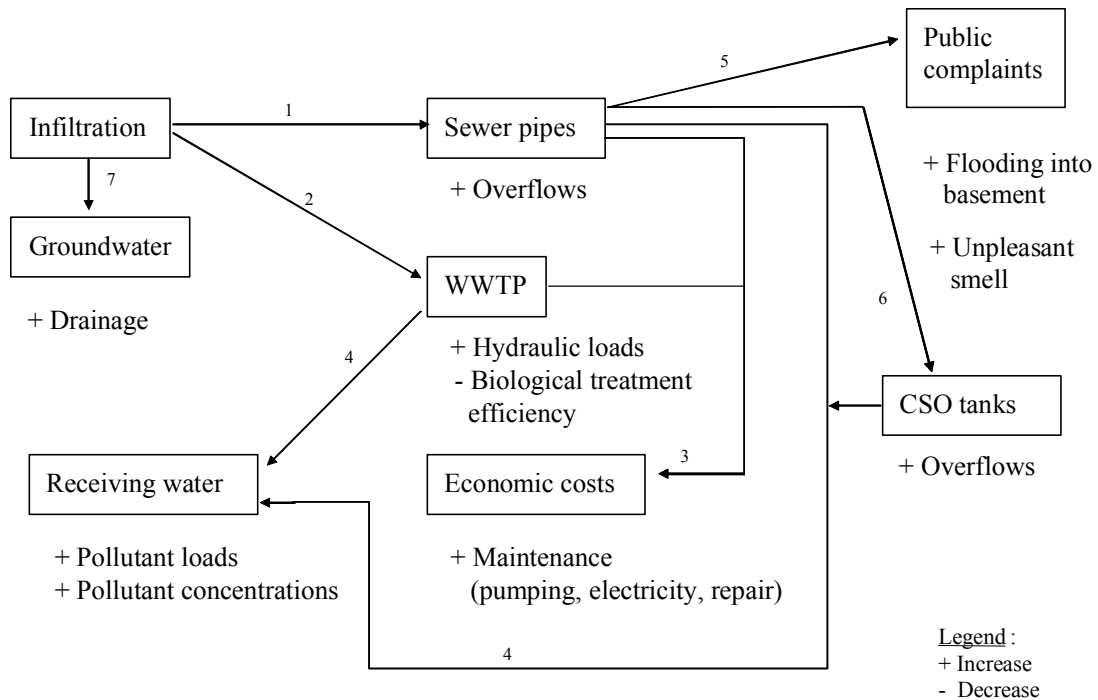 Public
complaints
5
1
Infiltration
Sewer pipes
7
+ Flooding into
basement
+ Overflows
2
Groundwater
+ Unpleasant
smell
WWTP
6
+ Drainage
4
+ Hydraulic loads
- Biological treatment
efficiency
CSO tanks
3
+ Overflows
Receiving water
Economic costs
+ Pollutant loads
+ Pollutant concentrations
+ Maintenance
(pumping, electricity, repair)
4
Legend :
+ Increase
- Decrease